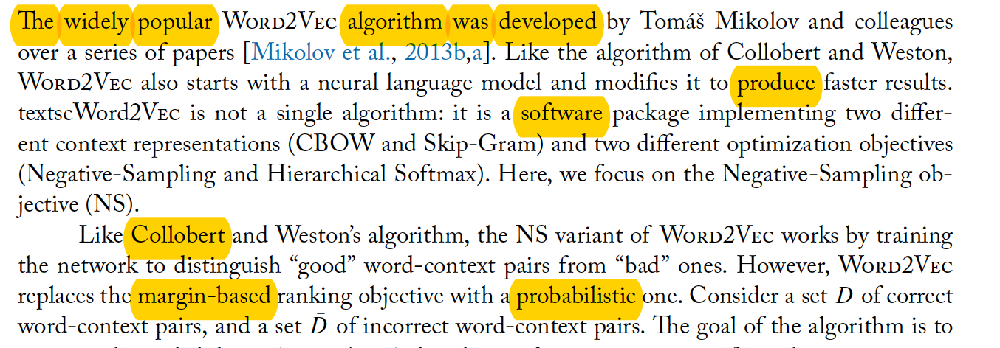 The widely popular Word2Vec algorithm was developed by Tomáš Mikolov and colleagues
over a series of papers [Mikolov et al., 2013b,a]. Like the algorithm of Collobert and Weston,
Word2Vec also starts with a neural language model and modifies it to produce faster results.
textscWord2Vec is not a single algorithm: it is a software package implementing two differ-
ent context representations (CBOW and Skip-Gram) and two different optimization objectives
(Negative-Sampling and Hierarchical Softmax). Here, we focus on the Negative-Sampling ob-
jective (NS).
Like Collobert and Weston’s algorithm, the NS variant of Word2Vec works by training
the network to distinguish “good” word-context pairs from “bad” ones. However, Word2Vec
replaces the margin-based ranking objective with a probabilistic one. Consider a set D of correct
word-context pairs, and a set D̄ of incorrect word-context pairs. The goal of the algorithm is to